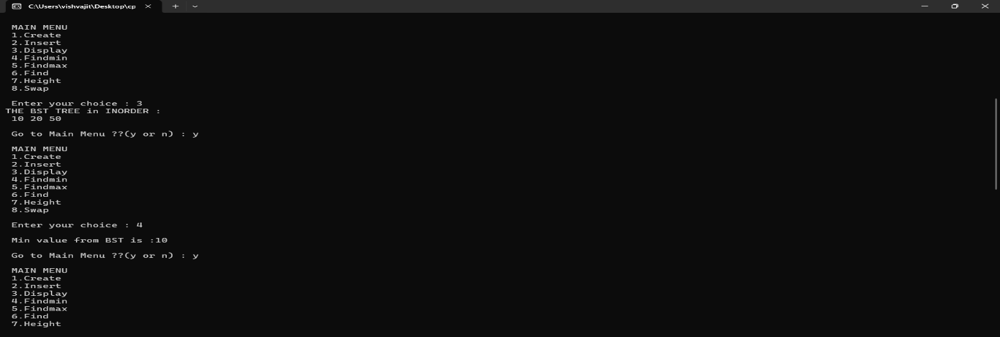 C:\Users\vishvajit\Desktop\cp
MAIN MENU
1.Create
2.Insert
3.Display
4.Findmin
5.Findmax
6.Find
7.Height
8.Swap
Enter your choice : 3
THE BST TREE in INORDER :
10 20 50
Go to Main Menu ??(y or n) : y
MAIN MENU
1.Create
2.Insert
3.Display
4.Findmin
5.Findmax
6.Find
7.Height
8.Swap
Enter your choice : 4
Min value from BST is :10
Go to Main Menu ??(y or n) : y
MAIN MENU
1.Create
2.Insert
3.Display
4.Findmin
5.Findmax
6.Find
7.Height